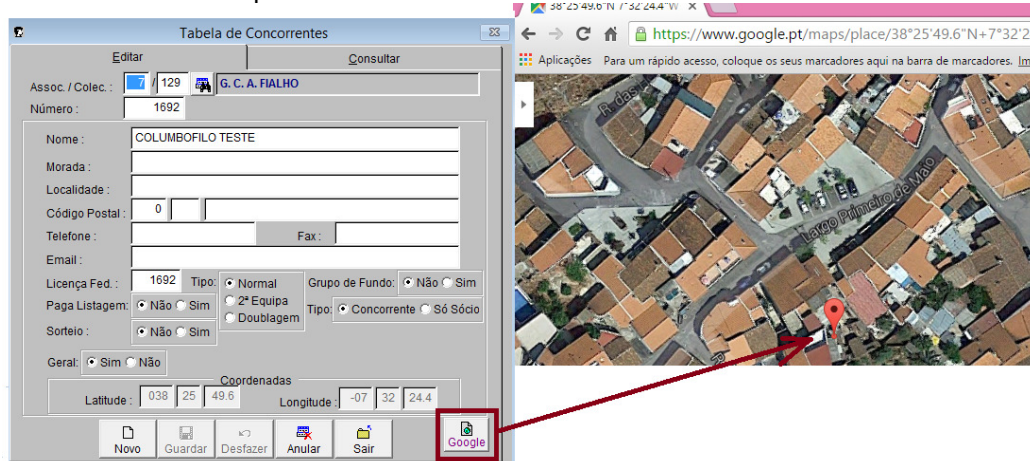 Tabela de Concorrentes
Editar
Consultar
Assoc. / Colec. : 7 / 129 G. C. A. FIALHO
Número : 1692
Nome : COLUMBOFILO TESTE
Morada :
Localidade :
Código Postal : 0
Telefone : Fax :
Email :
Licença Fed. : 1692 Tipo: Normal Grupo de Fundo: Não Sim
2ª Equipa
Paga Listagem: Não Sim Doublagem Tipo: Concorrente Só Sócio
Sorteio : Não Sim
Geral: Sim Não
Coordenadas
Latitude : 038 25 49.6 Longitude : -07 32 24.4
Novo Guardar Desfazer Anular Sair Google
38°25'49.6"N 7°32'24.4"W
https://www.google.pt/maps/place/38°25'49.6"N+7°32'2
Aplicações Para um rápido acesso, coloque os seus marcadores aqui na barra de marcadores. Im
R. das
Largo Primeiro de Maio
R